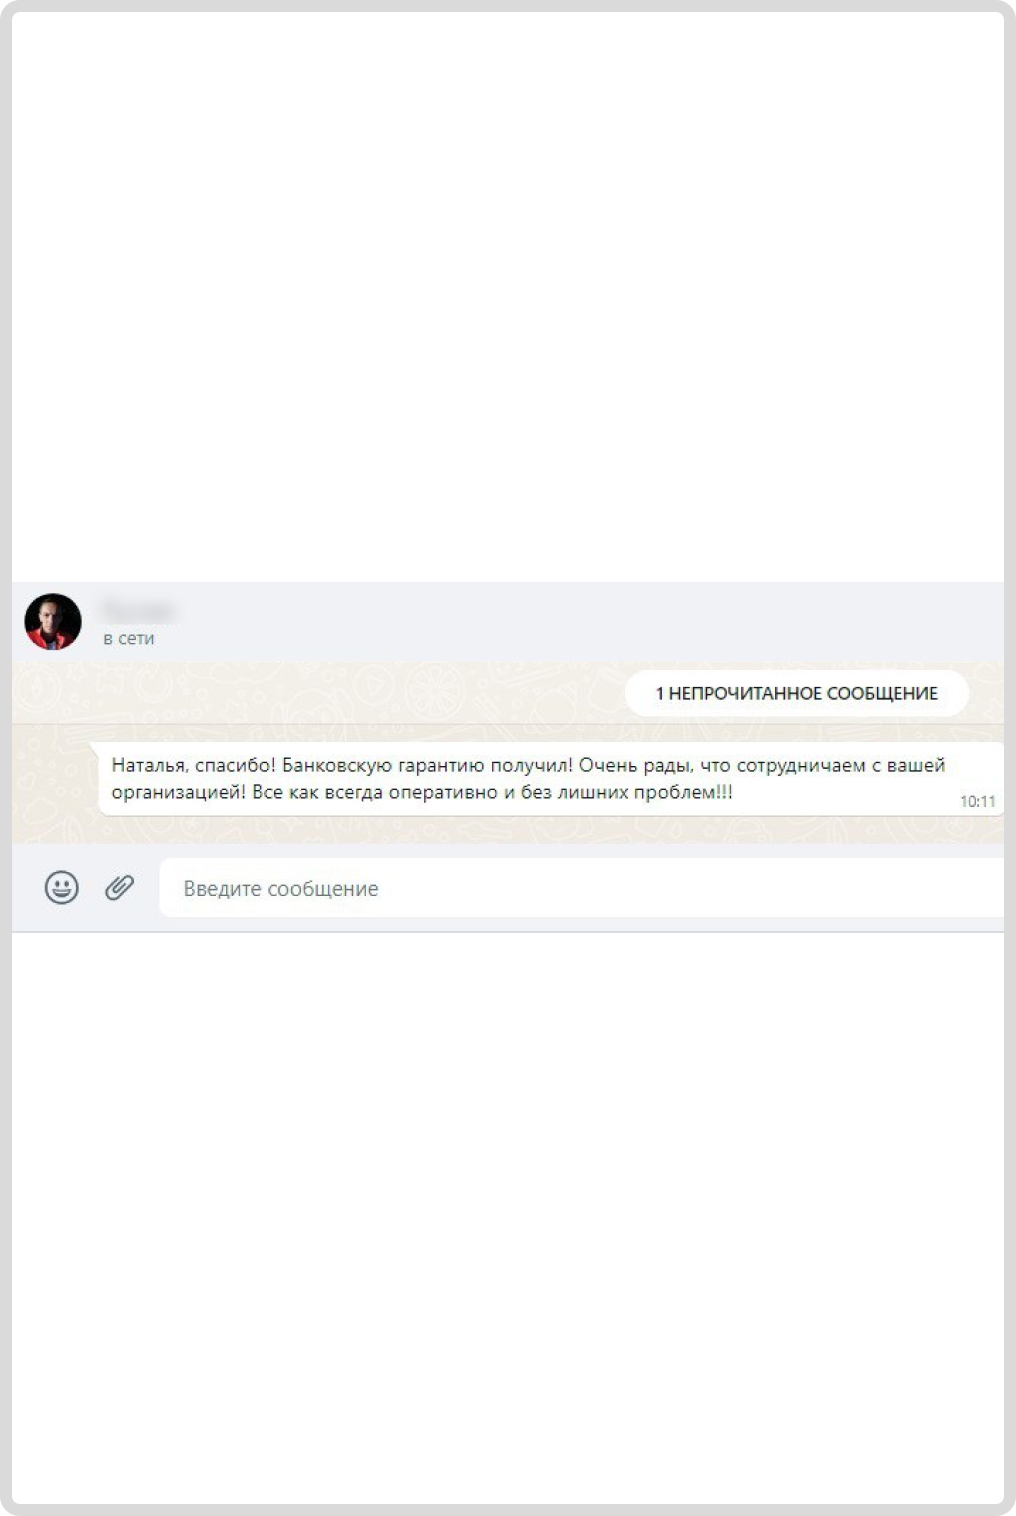 в сети
1 НЕПРОЧИТАННОЕ СООБЩЕНИЕ
Наталья, спасибо! Банковскую гарантию получил! Очень рады, что сотрудничаем с вашей
организацией! Все как всегда оперативно и без лишних проблем!!!
10:11
Введите сообщение